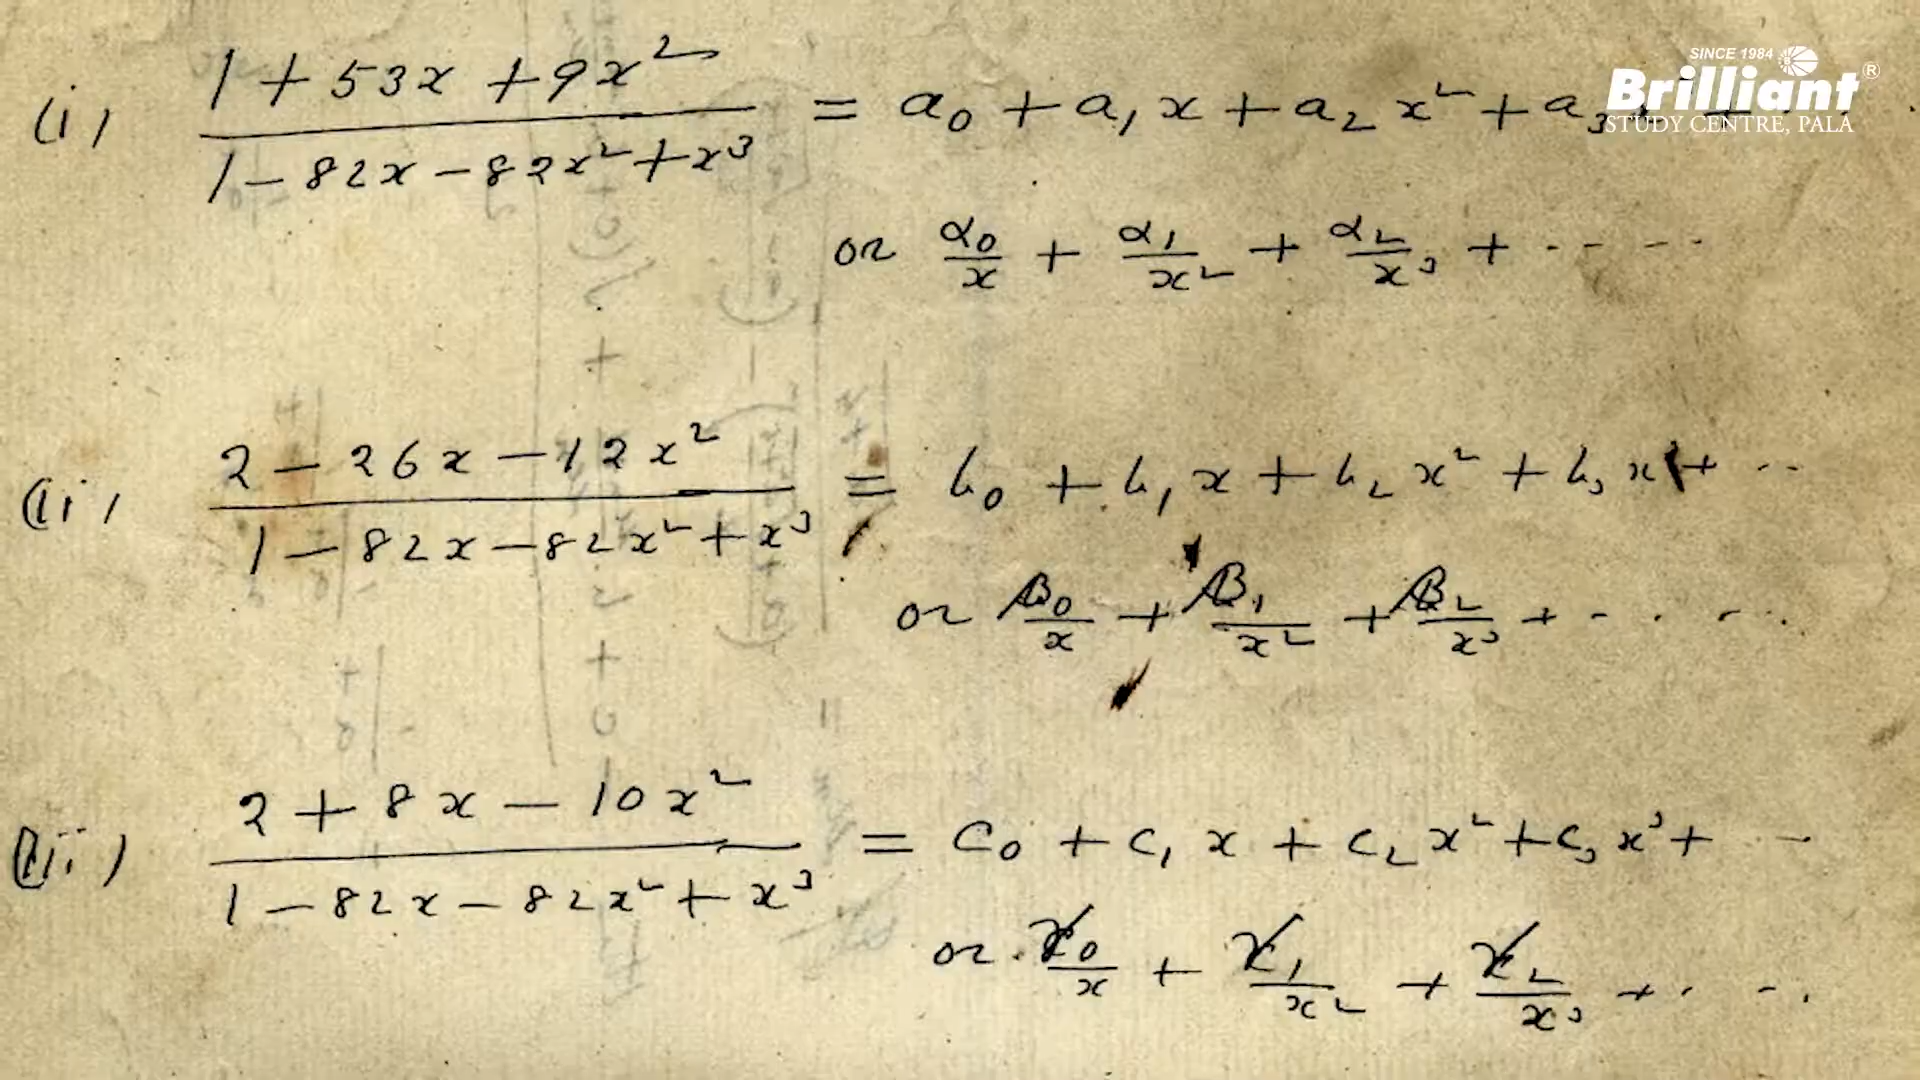 SINCE 1984
Brilliant®
STUDY CENTRE, PALA
(i) (1 + 53x + 9x²)/(1 – 82x – 82x² + x³) = a₀ + a₁x + a₂x² + a₃
or α₀/x + α₁/x² + α₂/x³ + - - - -
(ii) (2 – 26x – 12x²)/(1 – 82x – 82x² + x³) = b₀ + b₁x + b₂x² + b₃x³ + - -
or β₀/x + β₁/x² + β₂/x³ + - - - -
(iii) (2 + 8x – 10x²)/(1 – 82x – 82x² + x³) = c₀ + c₁x + c₂x² + c₃x³ + - -
or γ₀/x + γ₁/x² + γ₂/x³ + - - -